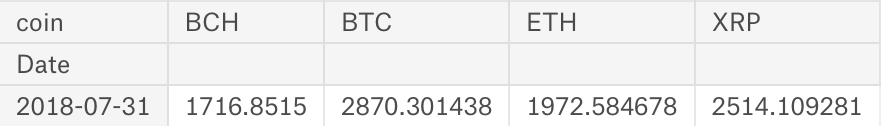 coin BCH BTC ETH XRP
Date
2018-07-31 1716.8515 2870.301438 1972.584678 2514.109281